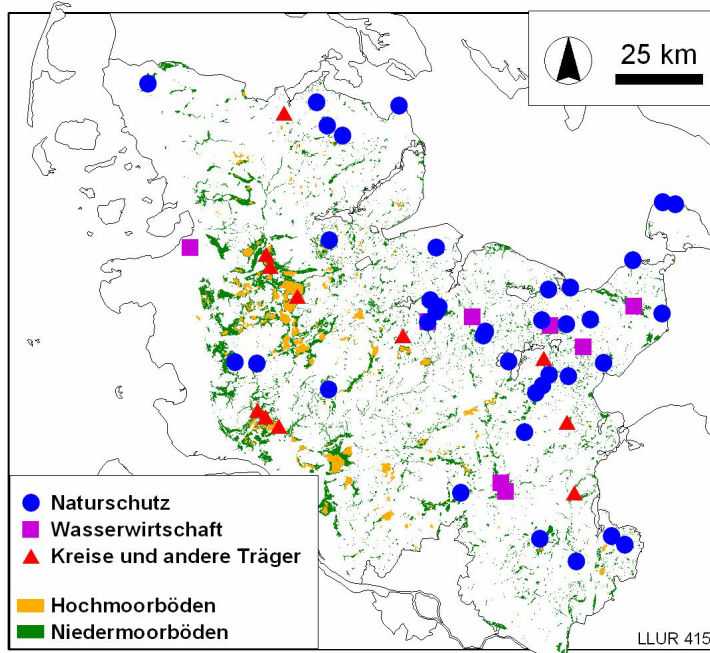 25 km
Naturschutz
Wasserwirtschaft
Kreise und andere Träger
Hochmoorböden
Niedermoorböden
LLUR 415